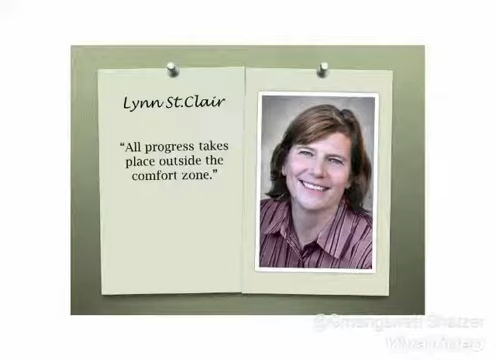 Lynn St.Clair
“All progress takes
place outside the
comfort zone.”